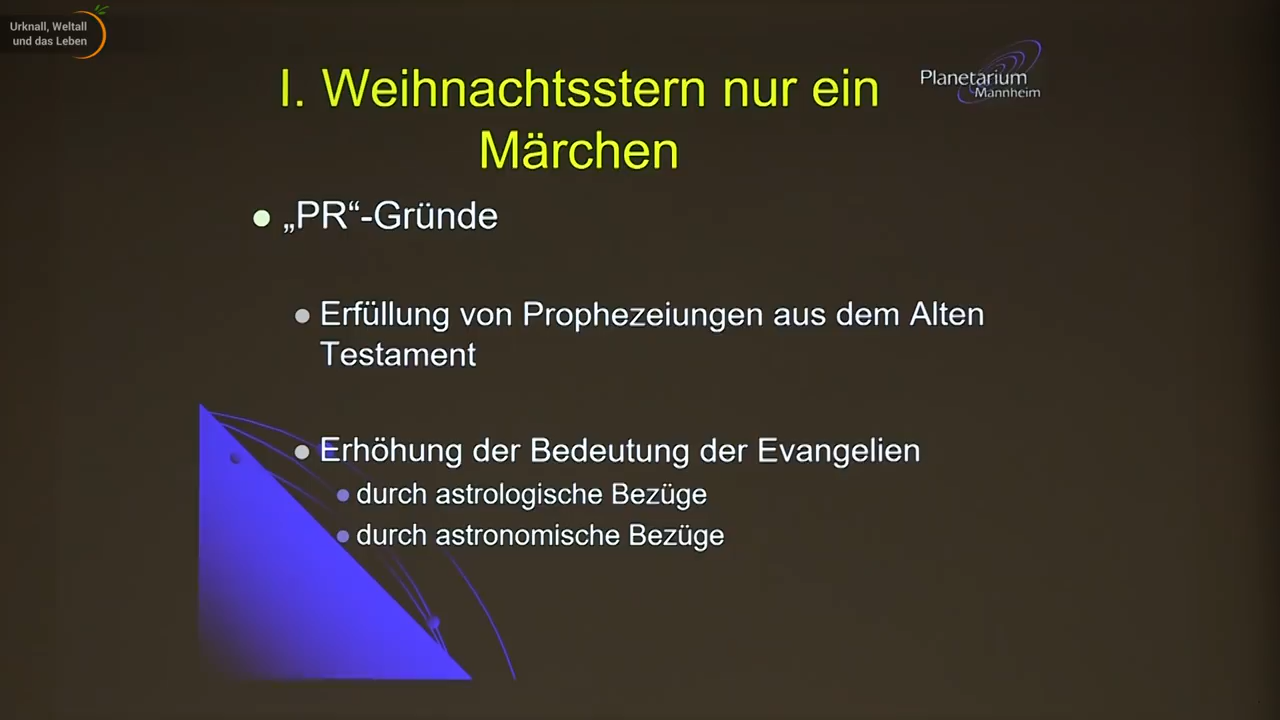 Urknall, Weltall
und das Leben
Planetarium
Mannheim
I. Weihnachtsstern nur ein
Märchen
„PR“-Gründe
Erfüllung von Prophezeiungen aus dem Alten
Testament
Erhöhung der Bedeutung der Evangelien
durch astrologische Bezüge
durch astronomische Bezüge